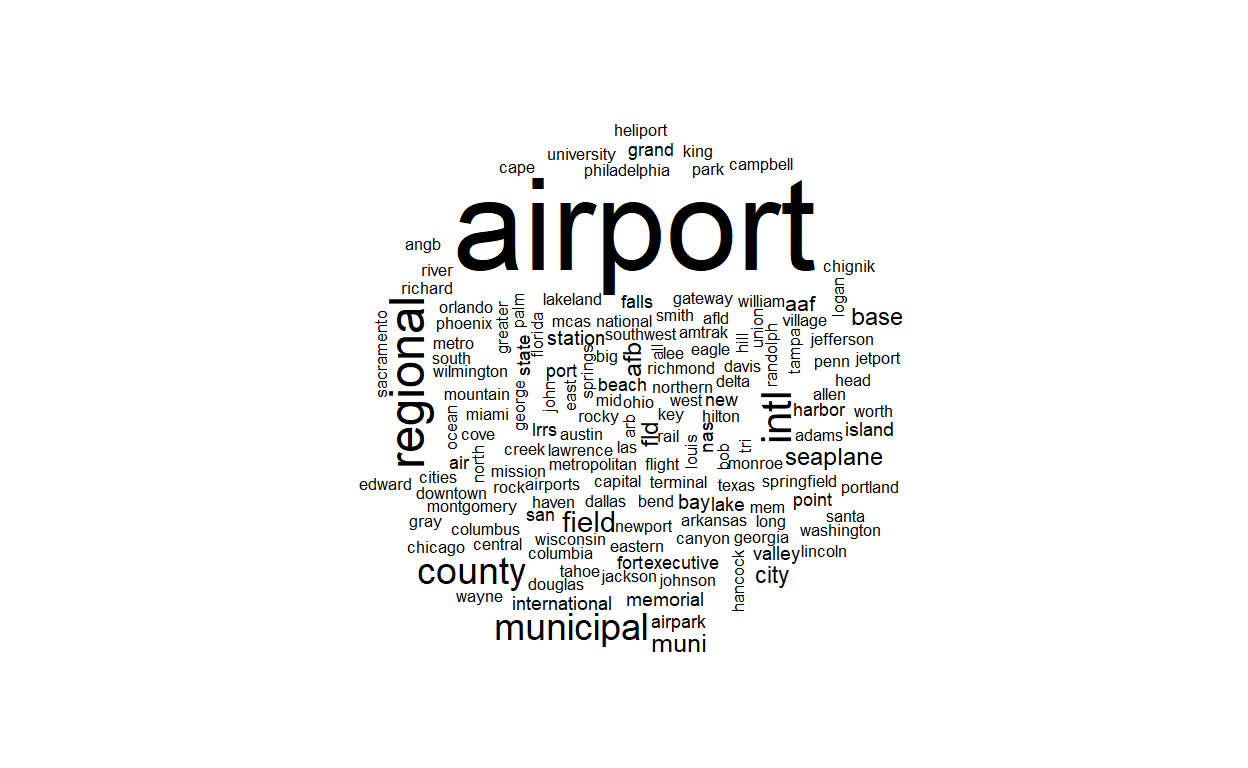 heliport
university grand king
cape philadelphia park campbell
airport
angb
river chignik
richard
regional orlando greater palm lakeland falls gateway william aaf logan
sacramento phoenix florida mcas national smith afld union village base
metro state station southwest amtrak hill randolph tampa jefferson
south springs big afb all lee eagle penn jetport
wilmington george john east port richmond davis head
mountain beach northern delta allen
ocean miami mid ohio west new intl harbor worth
rocky arb key hilton
cove lrrs austin fld rail nas tri adams island
north creek lawrence las louis bob
air mission metropolitan flight monroe seaplane
edward cities rock airports capital terminal texas springfield portland
downtown
montgomery haven dallas bend bay lake mem point
gray san field newport arkansas long santa
columbus wisconsin canyon georgia washington
chicago central columbia eastern valley lincoln
county tahoe fort executive hancock city
douglas jackson johnson
wayne international memorial
municipal airpark
muni